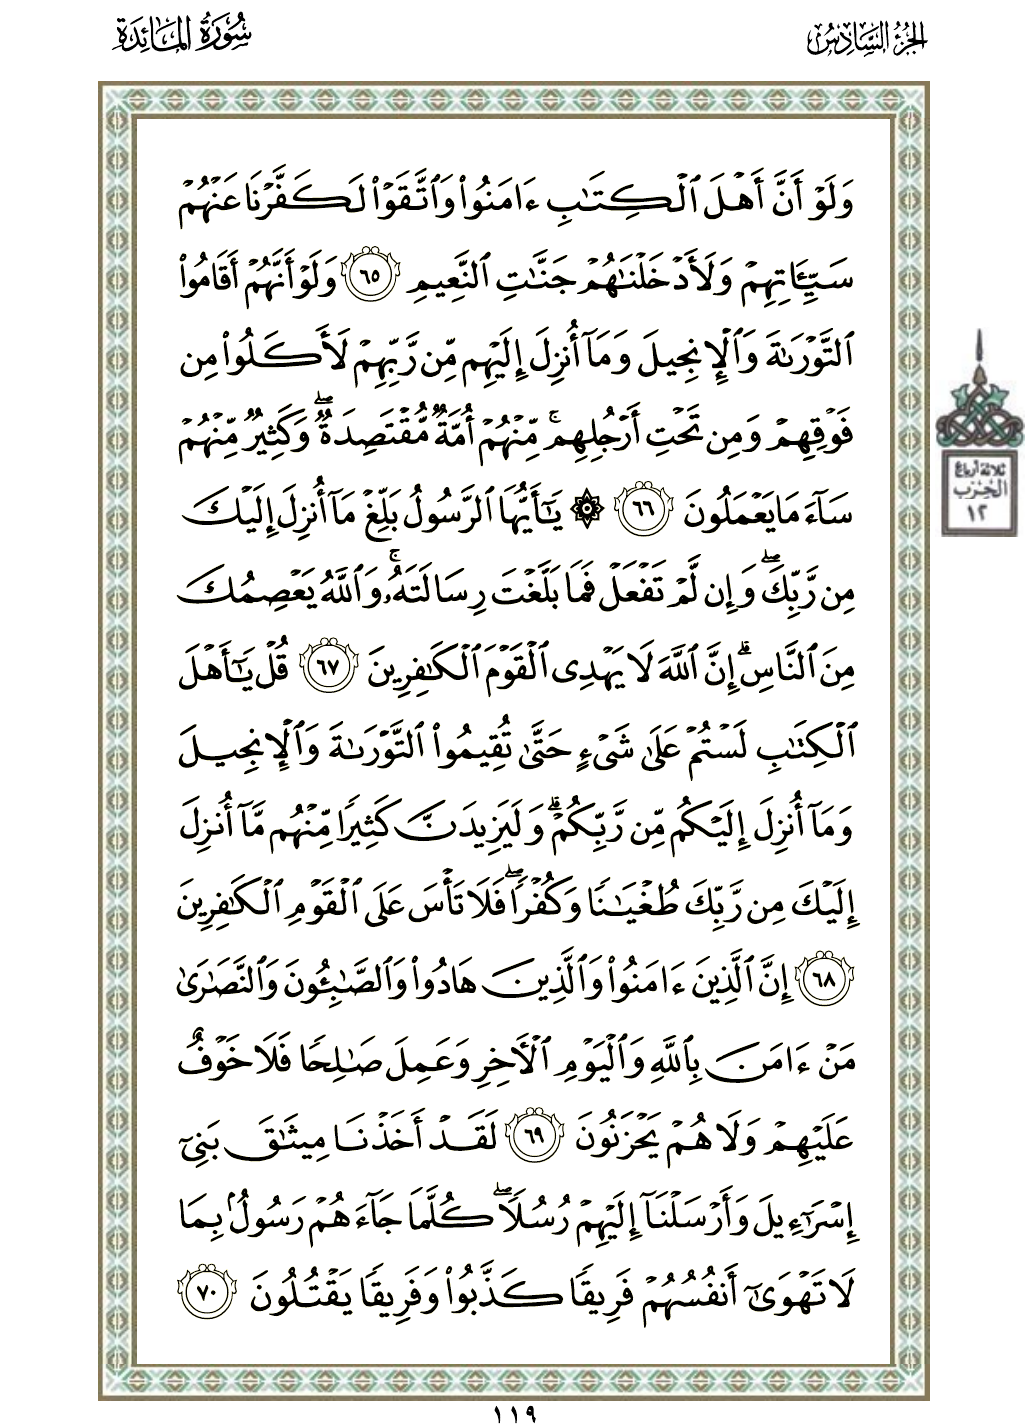 الجزء السادس
سورة المائدة
وَلَوْ أَنَّ أَهْلَ ٱلْكِتَٰبِ ءَامَنُوا۟ وَٱتَّقَوْا۟ لَكَفَّرْنَا عَنْهُمْ
سَيِّـَٔاتِهِمْ وَلَأَدْخَلْنَٰهُمْ جَنَّٰتِ ٱلنَّعِيمِ ٦٥ وَلَوْ أَنَّهُمْ أَقَامُوا۟
ٱلتَّوْرَىٰةَ وَٱلْإِنجِيلَ وَمَآ أُنزِلَ إِلَيْهِم مِّن رَّبِّهِمْ لَأَكَلُوا۟ مِن
فَوْقِهِمْ وَمِن تَحْتِ أَرْجُلِهِم ۚ مِّنْهُمْ أُمَّةٌ مُّقْتَصِدَةٌ ۖ وَكَثِيرٌ مِّنْهُمْ
سَآءَ مَا يَعْمَلُونَ ٦٦ ۞ يَٰٓأَيُّهَا ٱلرَّسُولُ بَلِّغْ مَآ أُنزِلَ إِلَيْكَ
مِن رَّبِّكَ ۖ وَإِن لَّمْ تَفْعَلْ فَمَا بَلَّغْتَ رِسَالَتَهُۥ ۚ وَٱللَّهُ يَعْصِمُكَ
مِنَ ٱلنَّاسِ ۗ إِنَّ ٱللَّهَ لَا يَهْدِى ٱلْقَوْمَ ٱلْكَٰفِرِينَ ٦٧ قُلْ يَٰٓأَهْلَ
ٱلْكِتَٰبِ لَسْتُمْ عَلَىٰ شَىْءٍ حَتَّىٰ تُقِيمُوا۟ ٱلتَّوْرَىٰةَ وَٱلْإِنجِيلَ
وَمَآ أُنزِلَ إِلَيْكُم مِّن رَّبِّكُمْ ۗ وَلَيَزِيدَنَّ كَثِيرًا مِّنْهُم مَّآ أُنزِلَ
إِلَيْكَ مِن رَّبِّكَ طُغْيَٰنًا وَكُفْرًا ۖ فَلَا تَأْسَ عَلَى ٱلْقَوْمِ ٱلْكَٰفِرِينَ
٦٨ إِنَّ ٱلَّذِينَ ءَامَنُوا۟ وَٱلَّذِينَ هَادُوا۟ وَٱلصَّٰبِـُٔونَ وَٱلنَّصَٰرَىٰ
مَنْ ءَامَنَ بِٱللَّهِ وَٱلْيَوْمِ ٱلْـَٔاخِرِ وَعَمِلَ صَٰلِحًا فَلَا خَوْفٌ
عَلَيْهِمْ وَلَا هُمْ يَحْزَنُونَ ٦٩ لَقَدْ أَخَذْنَا مِيثَٰقَ بَنِىٓ
إِسْرَٰٓءِيلَ وَأَرْسَلْنَآ إِلَيْهِمْ رُسُلًا ۖ كُلَّمَا جَآءَهُمْ رَسُولٌۢ بِمَا
لَا تَهْوَىٰٓ أَنفُسُهُمْ فَرِيقًا كَذَّبُوا۟ وَفَرِيقًا يَقْتُلُونَ ٧٠
ثلاثة أرباع
الحزب
١٢
١١٩